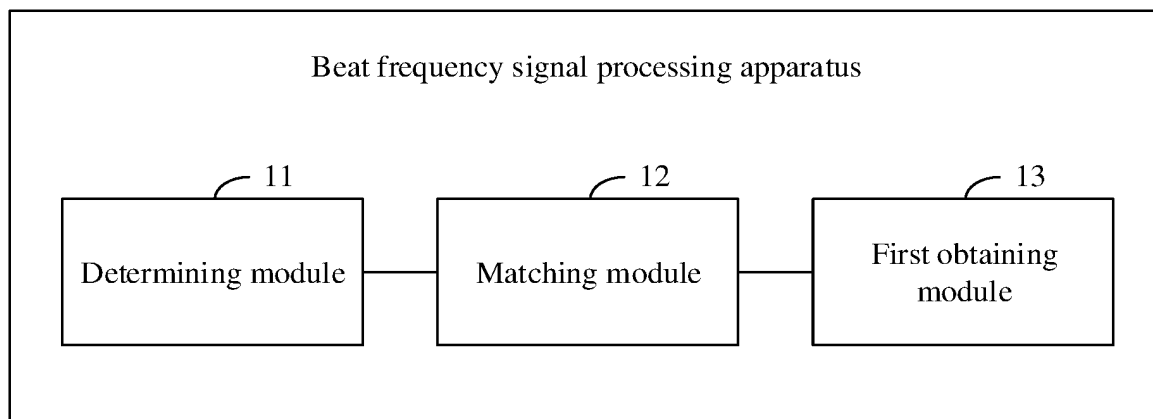 Beat frequency signal processing apparatus
11
12
13
Determining module
Matching module
First obtaining
module